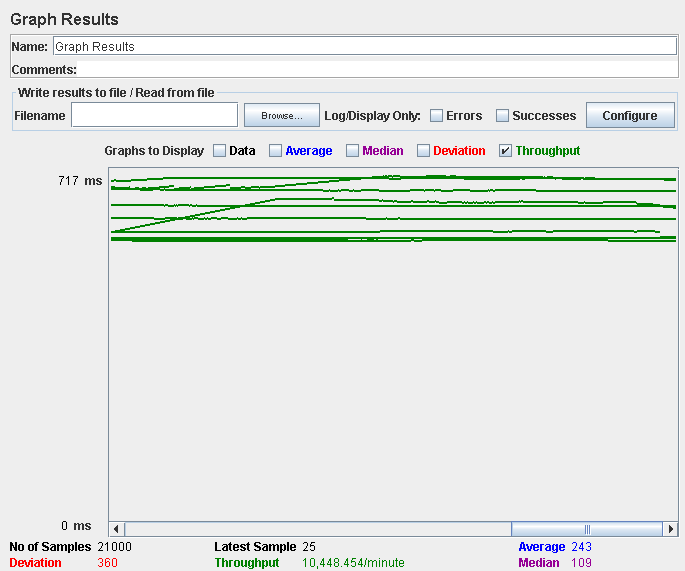 Graph Results
Name: Graph Results
Comments:
Write results to file / Read from file
Filename Browse... Log/Display Only: Errors Successes Configure
Graphs to Display Data Average Median Deviation Throughput
717 ms
0 ms
No of Samples 21000 Latest Sample 25 Average 243
Deviation 360 Throughput 10,448.454/minute Median 109